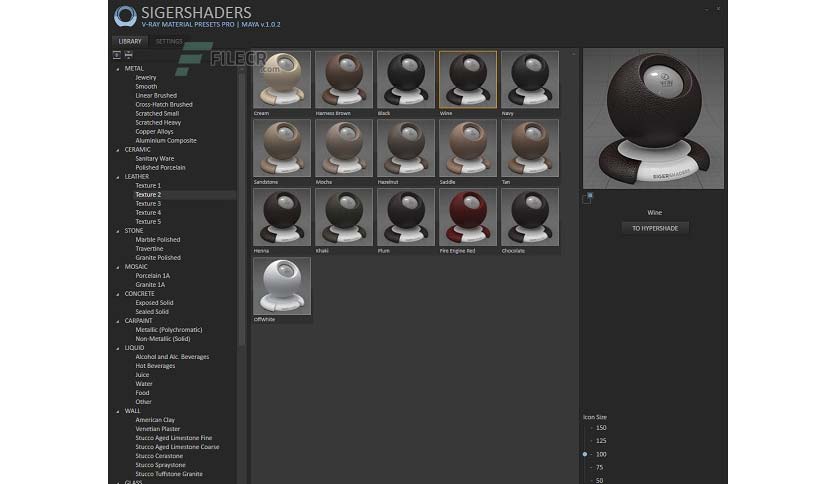 SIGERSHADERS
V-RAY MATERIAL PRESETS PRO | MAYA v.1.0.2
LIBRARY
SETTINGS
FILECR
.com
METAL
Jewelry
Smooth
Linear Brushed
Cross-Hatch Brushed
Scratched Small
Scratched Heavy
Copper Alloys
Aluminium Composite
CERAMIC
Sanitary Ware
Polished Porcelain
LEATHER
Texture 1
Texture 2
Texture 3
Texture 4
Texture 5
STONE
Marble Polished
Travertine
Granite Polished
MOSAIC
Porcelain 1A
Granite 1A
CONCRETE
Exposed Solid
Sealed Solid
CARPAINT
Metallic (Polychromatic)
Non-Metallic (Solid)
LIQUID
Alcohol and Alc. Beverages
Hot Beverages
Juice
Water
Food
Other
WALL
American Clay
Venetian Plaster
Stucco Aged Limestone Fine
Stucco Aged Limestone Coarse
Stucco Cerastone
Stucco Spraystone
Stucco Tuffstone Granite
GLASS
Cream
Harness Brown
Black
Wine
Navy
Sandstone
Mocha
Hazelnut
Saddle
Tan
Henna
Khaki
Plum
Fire Engine Red
Chocolate
OffWhite
SIGERSHADERS
Wine
TO HYPERSHADE
Icon Size
150
125
100
75
50